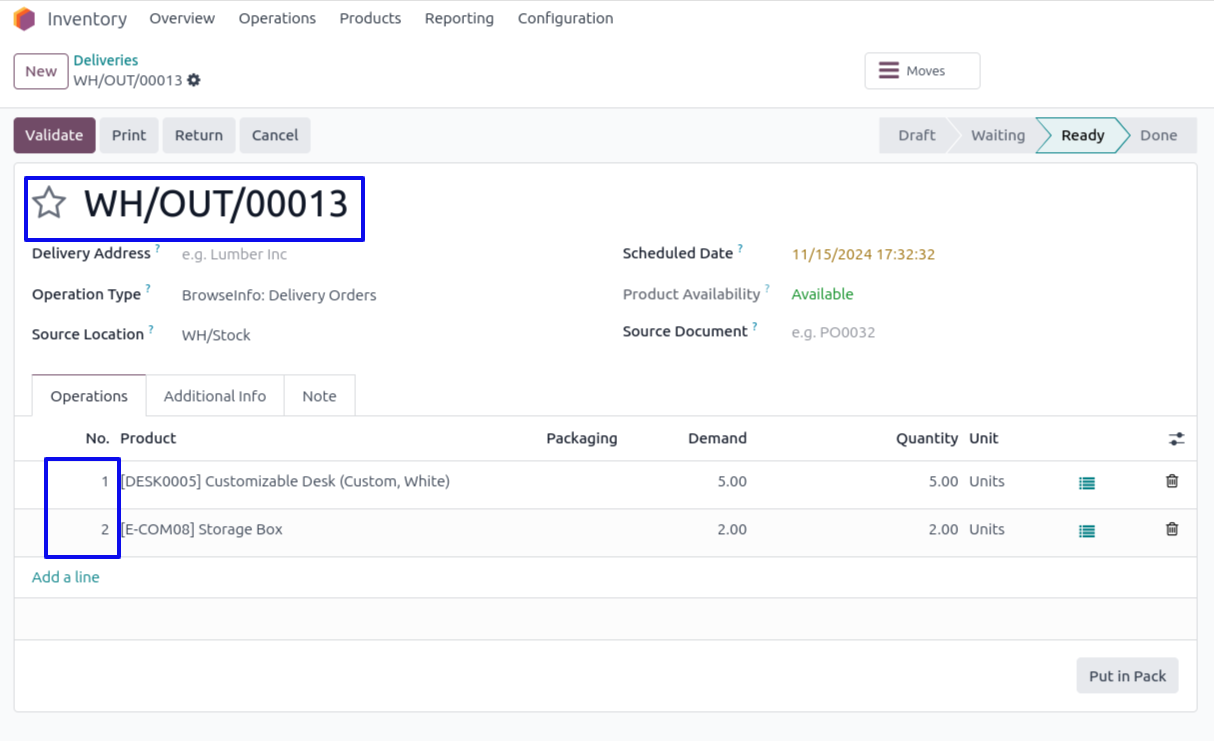 Inventory Overview Operations Products Reporting Configuration
New Deliveries
WH/OUT/00013
Moves
Validate Print Return Cancel Draft Waiting Ready Done
WH/OUT/00013
Delivery Address ? e.g. Lumber Inc Scheduled Date ? 11/15/2024 17:32:32
Operation Type ? BrowseInfo: Delivery Orders Product Availability ? Available
Source Location ? WH/Stock Source Document ? e.g. PO0032
Operations Additional Info Note
No. Product Packaging Demand Quantity Unit
1 [DESK0005] Customizable Desk (Custom, White) 5.00 5.00 Units
2 [E-COM08] Storage Box 2.00 2.00 Units
Add a line
Put in Pack